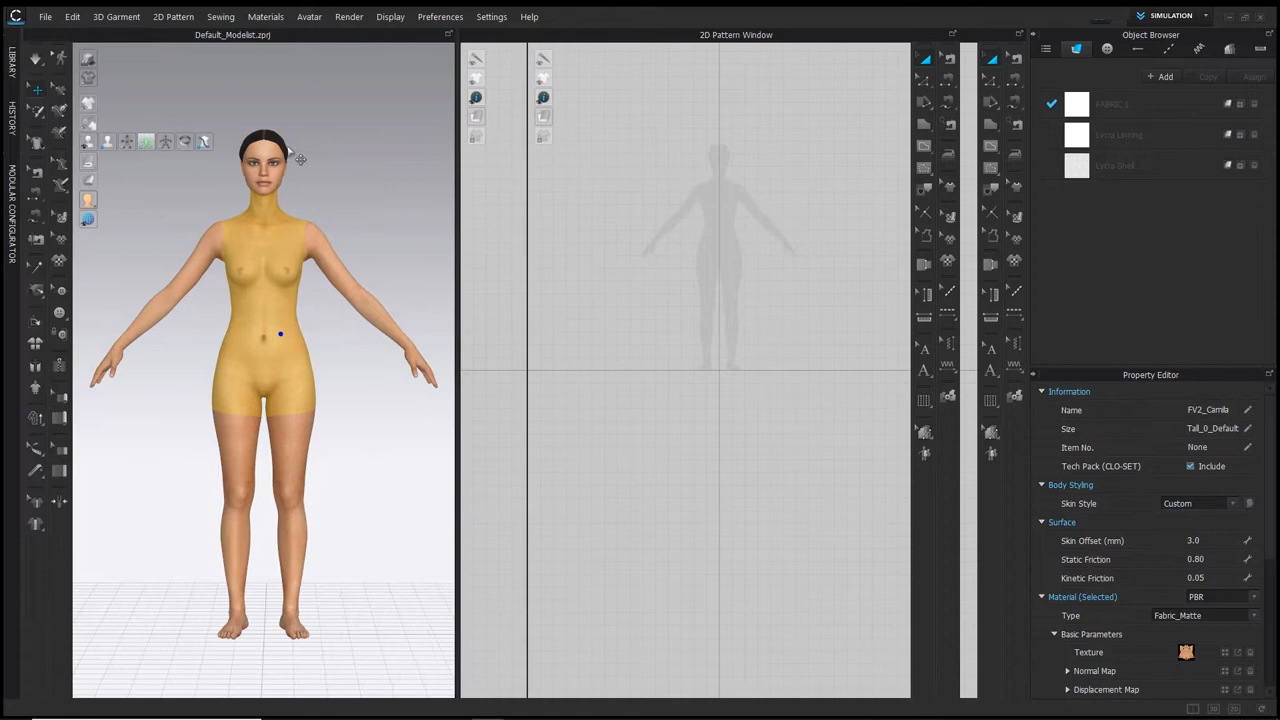 C File Edit 3D Garment 2D Pattern Sewing Materials Avatar Render Display Preferences Settings Help SIMULATION
Default_Modelist.zprj
2D Pattern Window
Object Browser
LIBRARY
HISTORY
MODULAR CONFIGURATOR
+ Add Copy Assign
FABRIC 1
Lycra Lining
Lycra Shell
Property Editor
Information
Name FV2_Camila
Size Tall_0_Default
Item No. None
Tech Pack (CLO-SET) Include
Body Styling
Skin Style Custom
Surface
Skin Offset (mm) 3.0
Static Friction 0.80
Kinetic Friction 0.05
Material (Selected) PBR
Type Fabric_Matte
Basic Parameters
Texture
Normal Map
Displacement Map
3D 2D